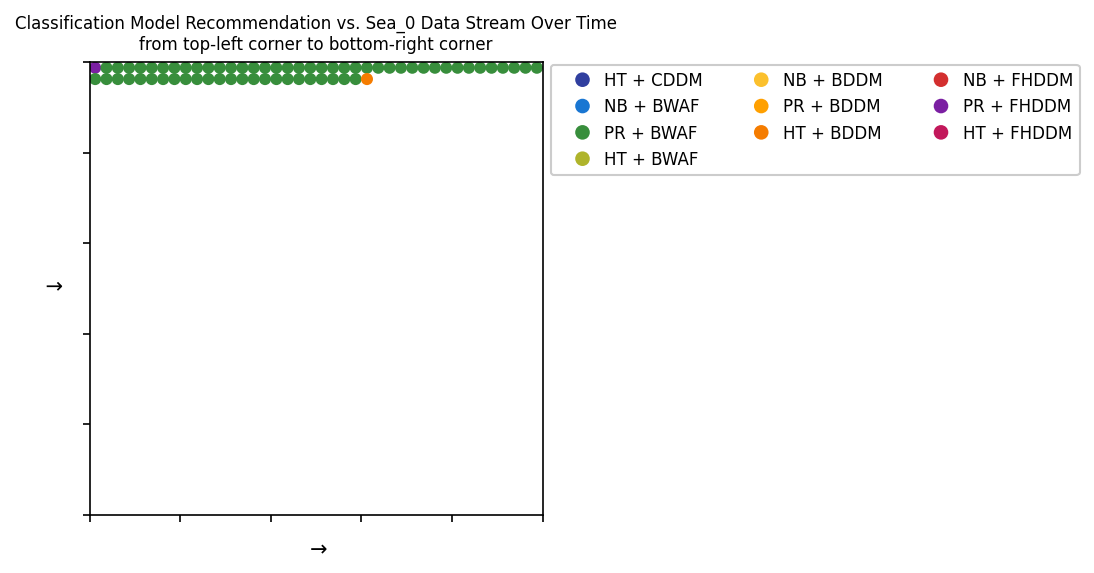 Classification Model Recommendation vs. Sea_0 Data Stream Over Time
from top-left corner to bottom-right corner
HT + CDDM
NB + BWAF
PR + BWAF
HT + BWAF
NB + BDDM
PR + BDDM
HT + BDDM
NB + FHDDM
PR + FHDDM
HT + FHDDM
→
→